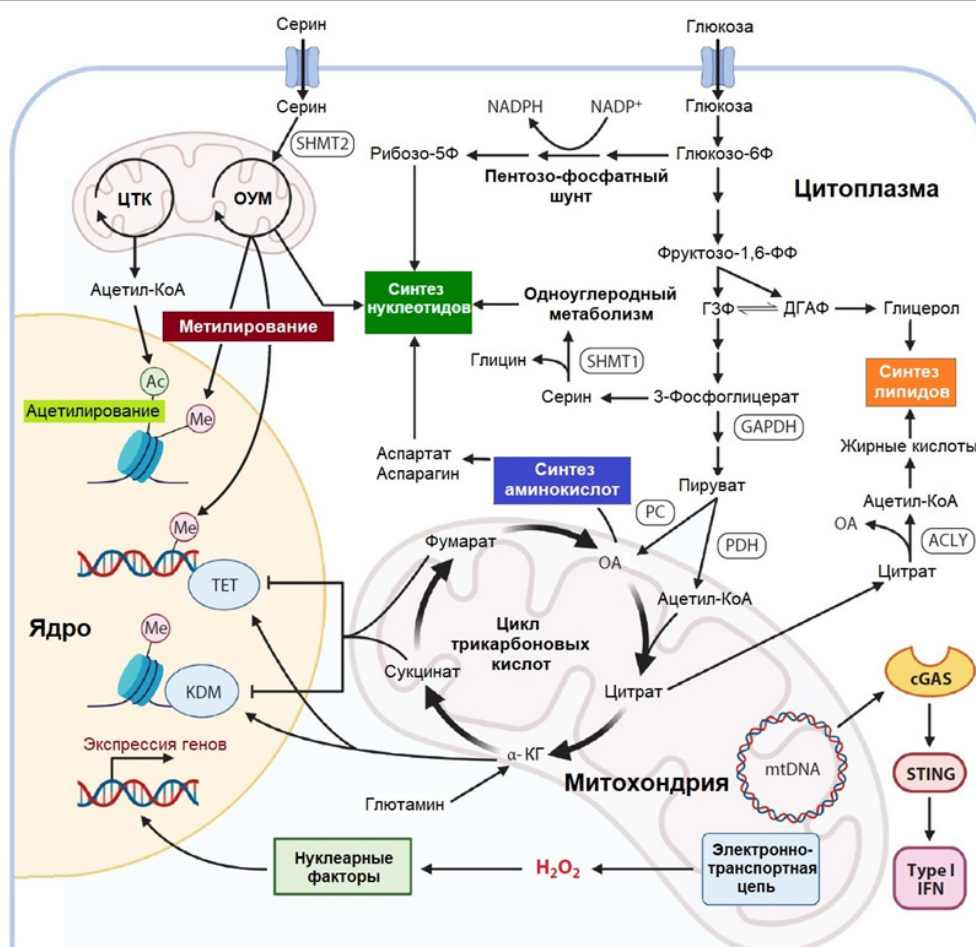 Серин
Глюкоза
Серин
Глюкоза
NADPH
NADP⁺
SHMT2
Рибозо-5Ф
Глюкозо-6Ф
Пентозо-фосфатный
шунт
Цитоплазма
ЦТК
ОУМ
Фруктозо-1,6-ФФ
Ацетил-КоА
Синтез
нуклеотидов
Одноуглеродный
метаболизм
ГЗФ
ДГАФ
Глицерол
Метилирование
Глицин
SHMT1
Синтез
липидов
Ac
Ацетилирование
Me
Серин
3-Фосфоглицерат
GAPDH
Жирные кислоты
Аспартат
Аспарагин
Синтез
аминокислот
Пируват
Ацетил-КоА
PC
OA
ACLY
Me
Фумарат
OA
PDH
Цитрат
TET
Ацетил-КоА
Ядро
Me
Цикл
трикарбоновых
кислот
Сукцинат
Цитрат
cGAS
KDM
Экспрессия генов
α- КГ
Митохондрия
mtDNA
STING
Глютамин
Нуклеарные
факторы
H₂O₂
Электронно-
транспортная
цепь
Type I
IFN